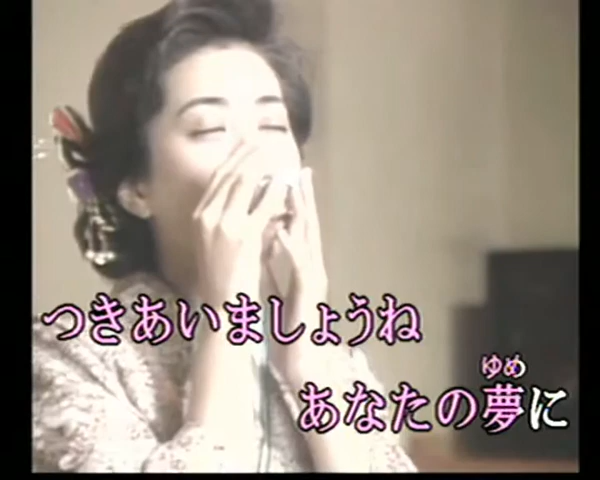 つきあいましょうね
ゆめ
あなたの夢に